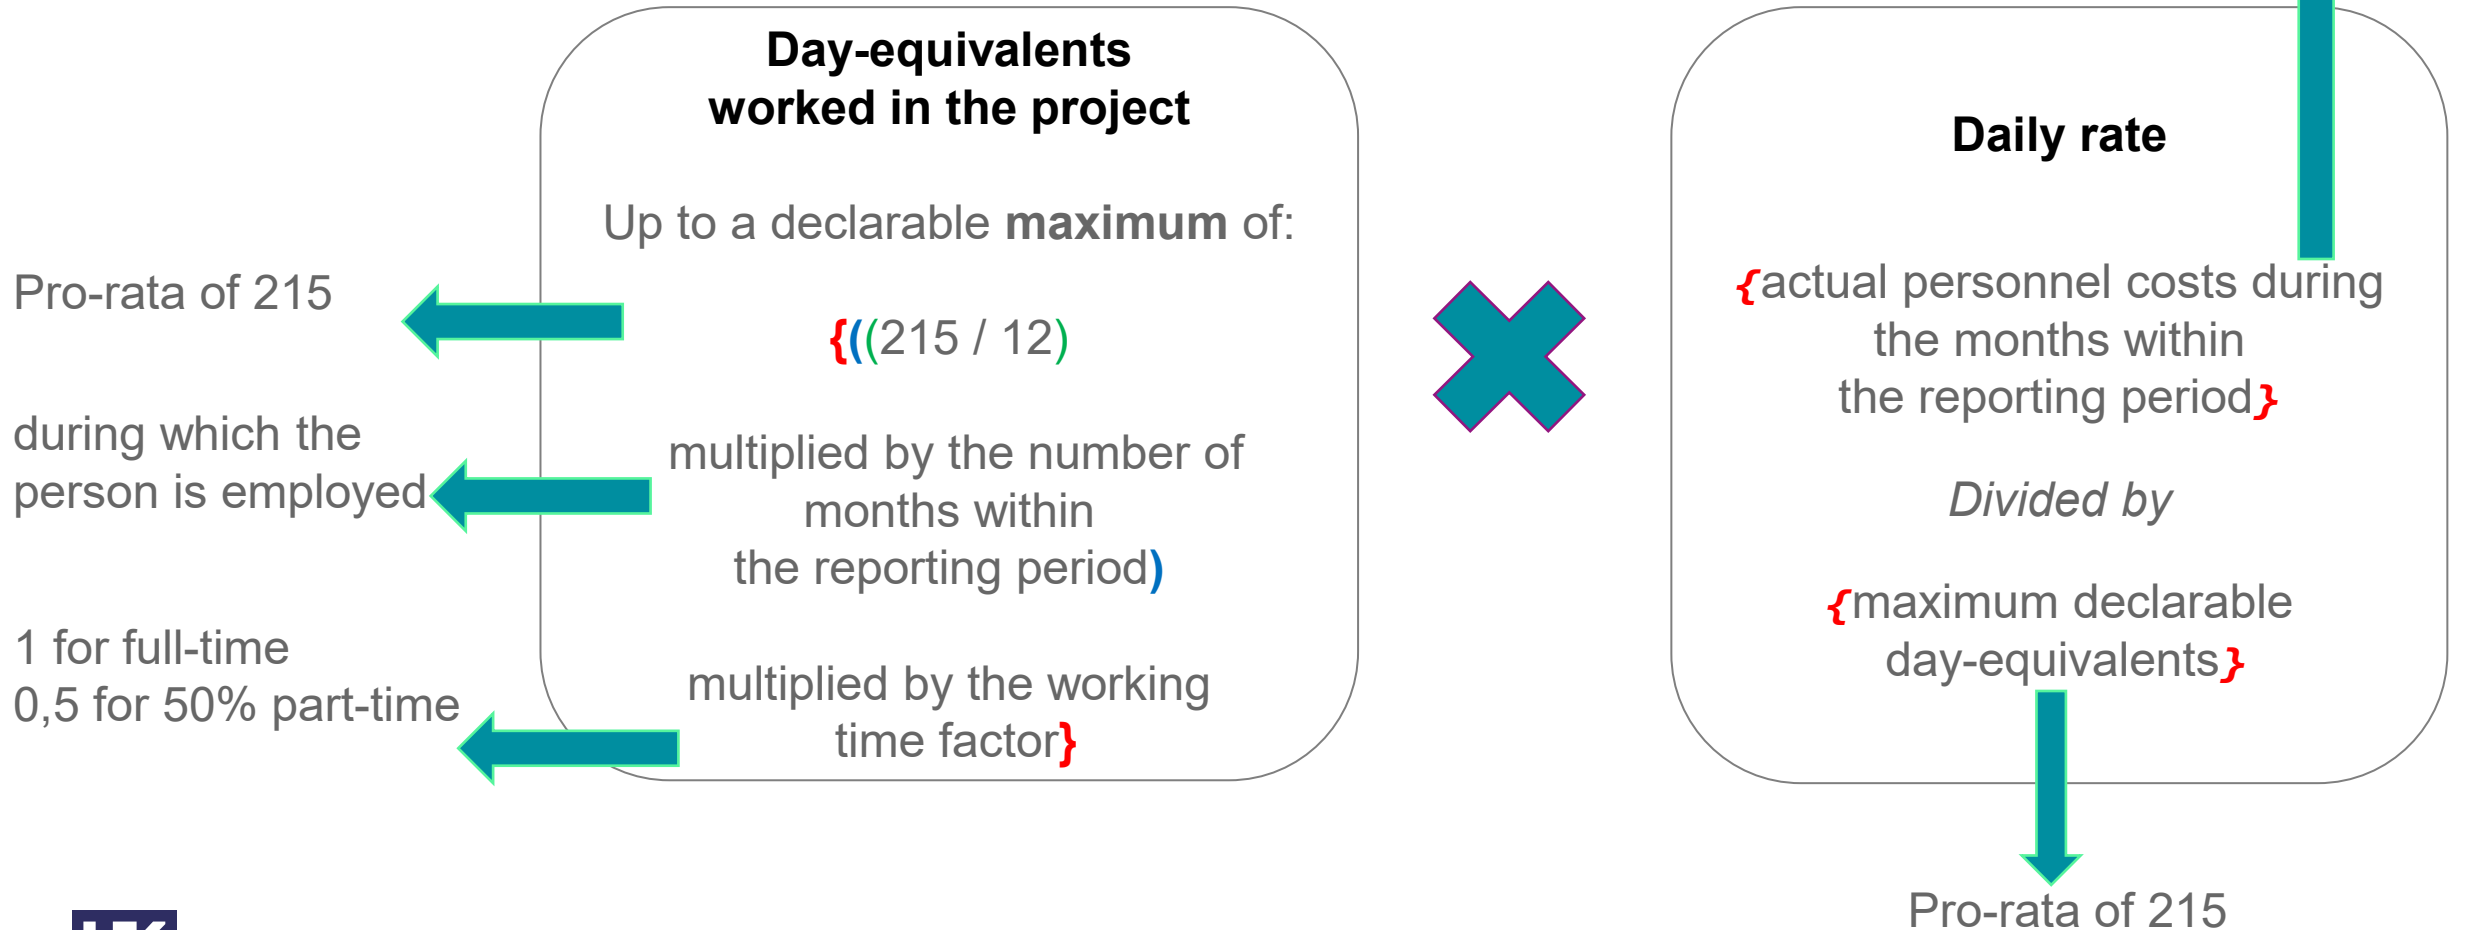 Day-equivalents
worked in the project
Up to a declarable maximum of:
{((215 / 12)
multiplied by the number of
months within
the reporting period)
multiplied by the working
time factor}
Pro-rata of 215
during which the
person is employed
1 for full-time
0,5 for 50% part-time
Daily rate
{actual personnel costs during
the months within
the reporting period}
Divided by
{maximum declarable
day-equivalents}
Pro-rata of 215